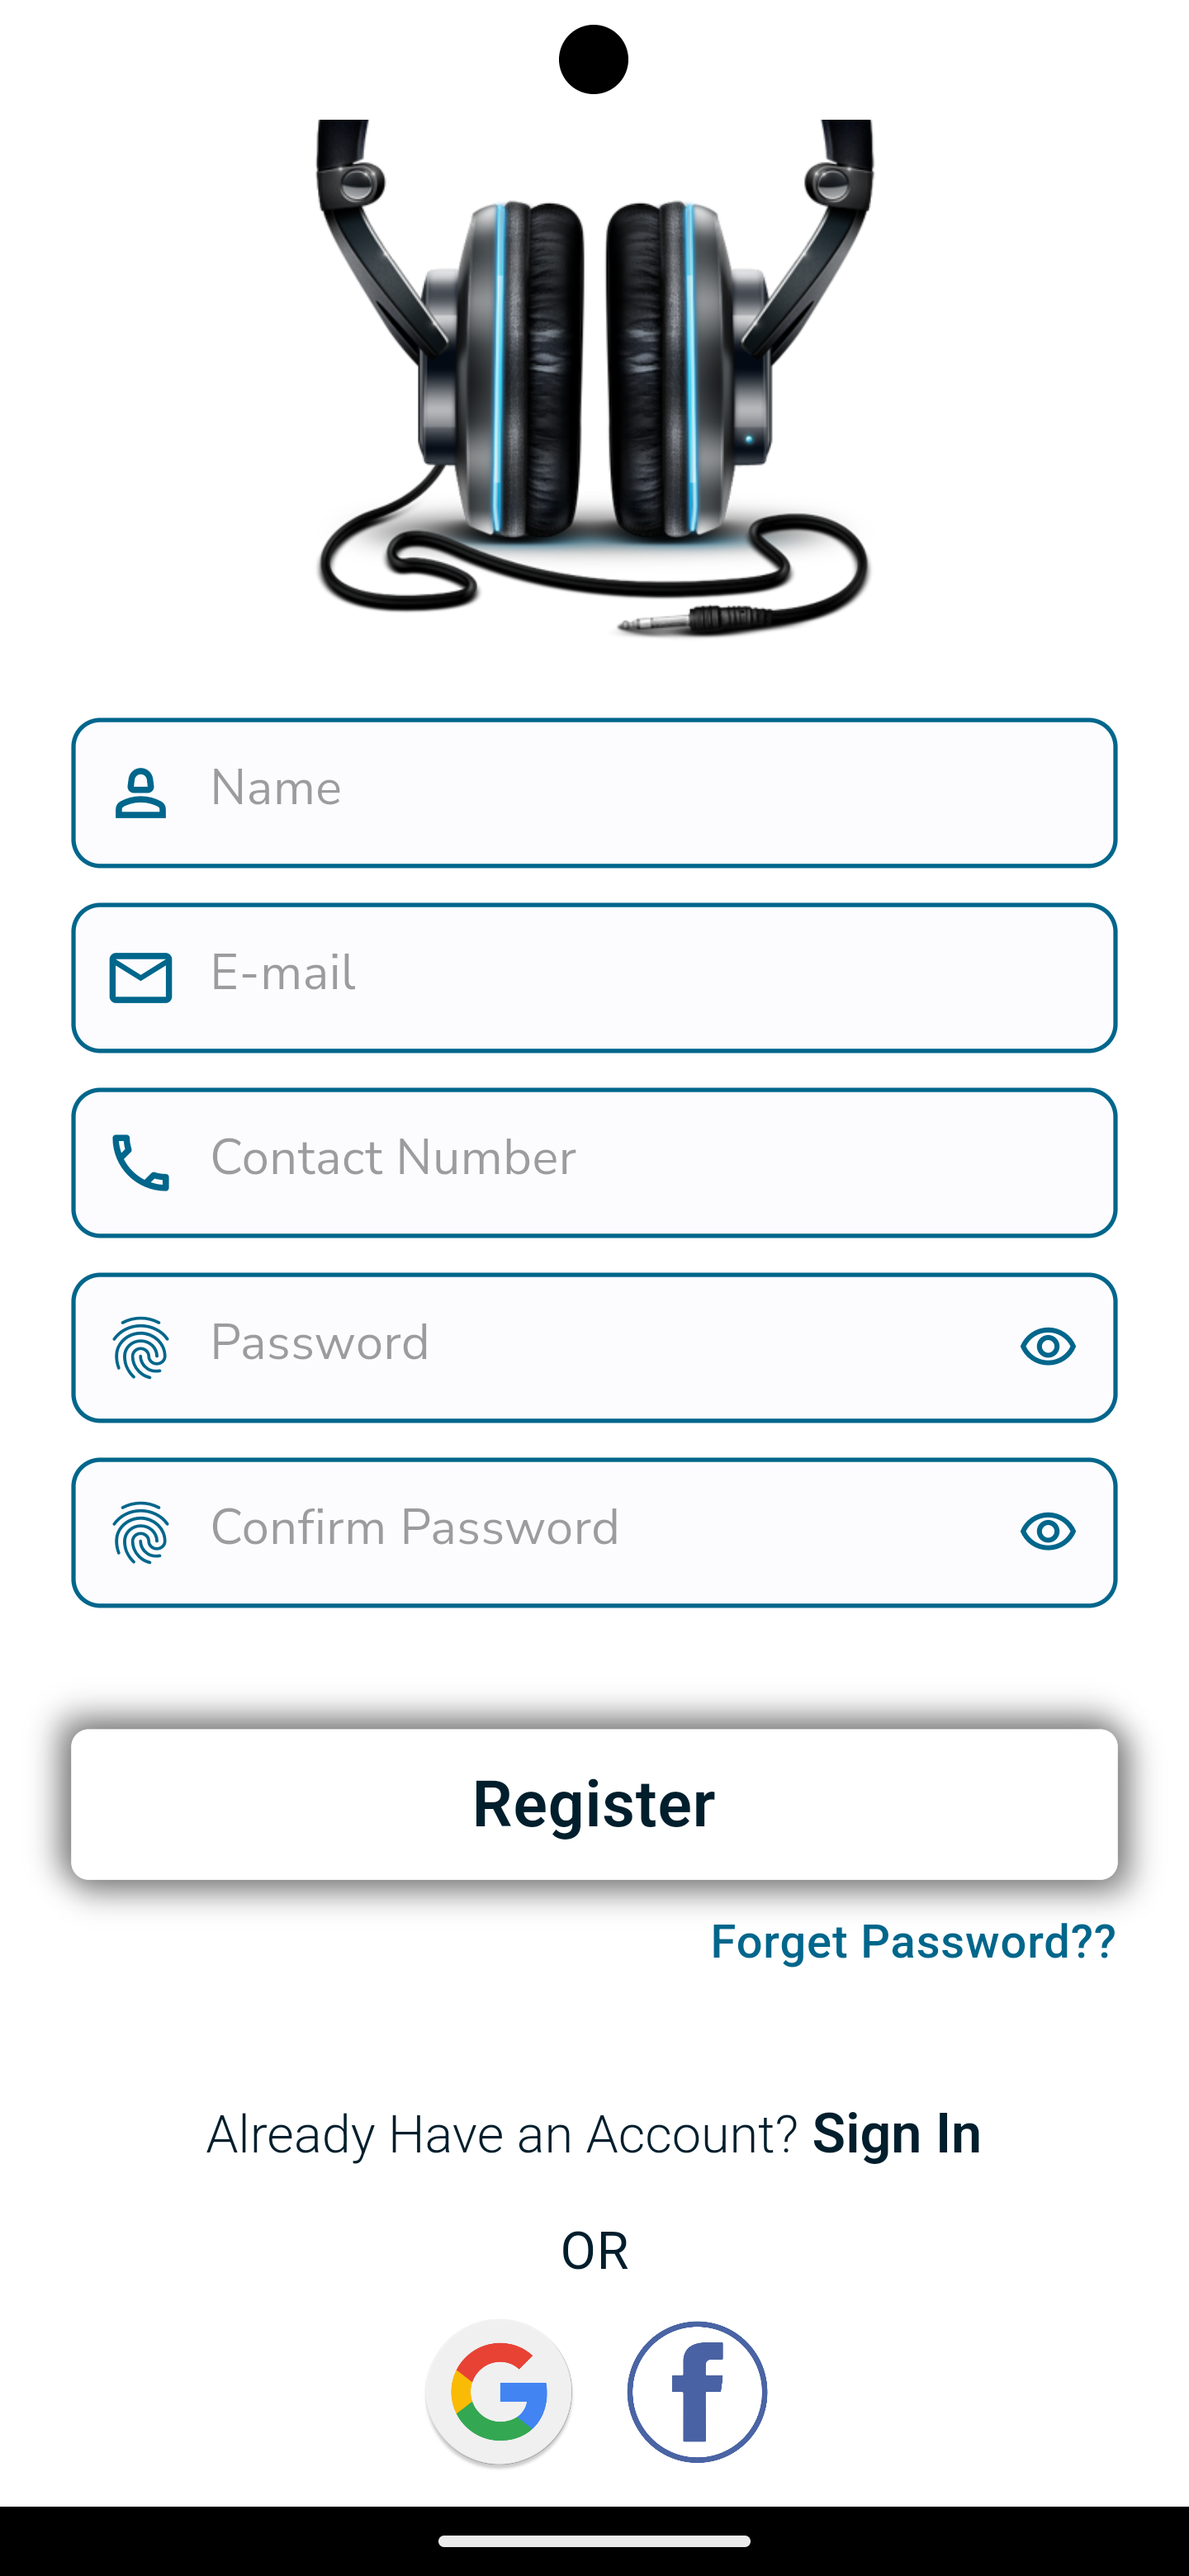 Name
E-mail
Contact Number
Password
Confirm Password
Register
Forget Password??
Already Have an Account? Sign In
OR